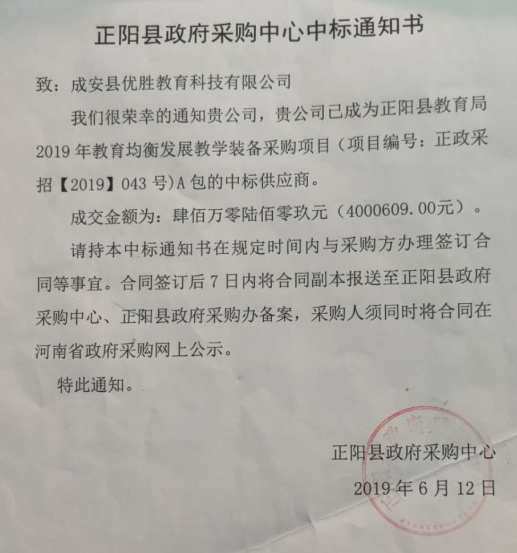 正阳县政府采购中心中标通知书
致：成安县优胜教育科技有限公司
我们很荣幸的通知贵公司，贵公司已成为正阳县教育局
2019年教育均衡发展教学装备采购项目（项目编号：正政采
招【2019】043号)A包的中标供应商。
成交金额为：肆佰万零陆佰零玖元（4000609.00元）。
请持本中标通知书在规定时间内与采购方办理签订合
同等事宜。合同签订后7日内将合同副本报送至正阳县政府
采购中心、正阳县政府采购办备案，采购人须同时将合同在
河南省政府采购网上公示。
特此通知。
正阳县政府采购中心
2019年6月12日